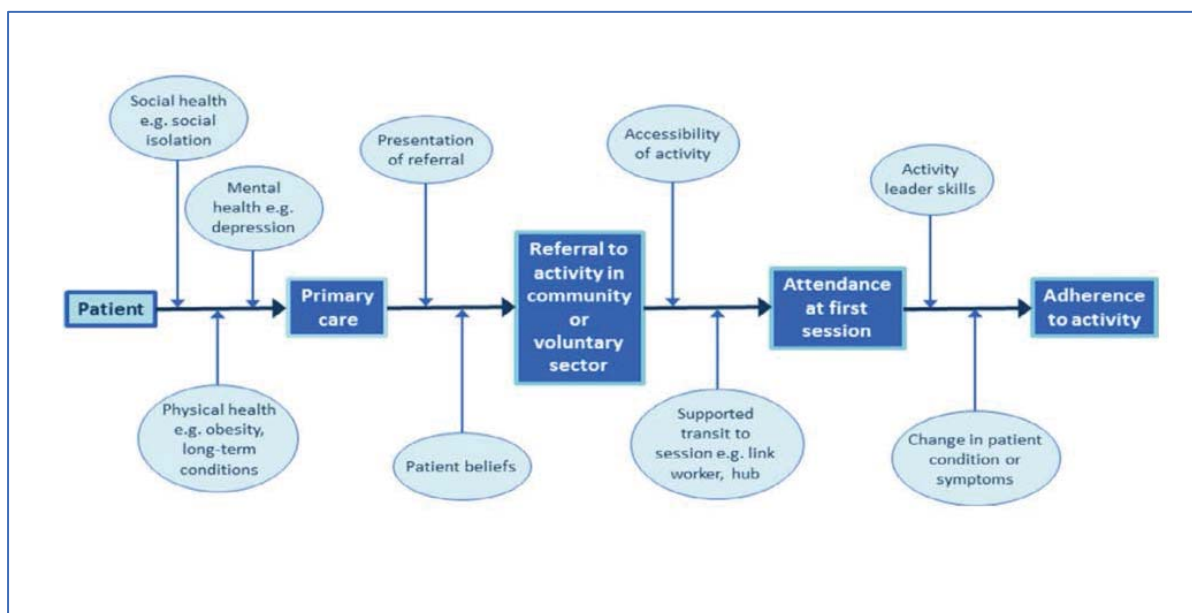 Social health
e.g. social
isolation
Mental
health e.g.
depression
Presentation
of referral
Accessibility
of activity
Activity
leader skills
Patient
Primary
care
Referral to
activity in
community
or
voluntary
sector
Attendance
at first
session
Adherence
to activity
Physical health
e.g. obesity,
long-term
conditions
Patient beliefs
Supported
transit to
session e.g. link
worker, hub
Change in patient
condition or
symptoms